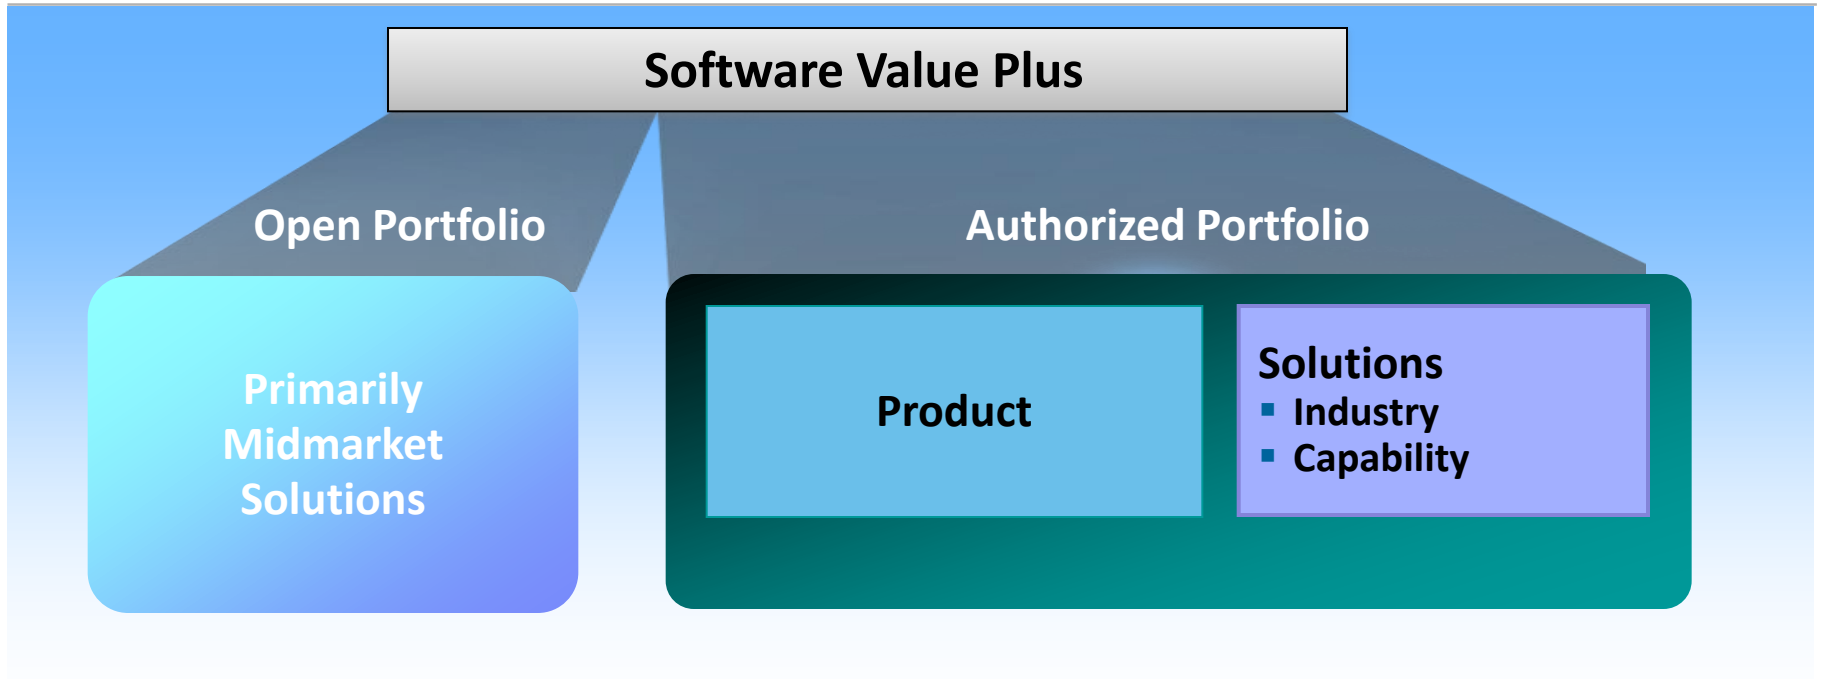 Software Value Plus
Open Portfolio
Authorized Portfolio
Primarily
Midmarket
Solutions
Product
Solutions
▪ Industry
▪ Capability